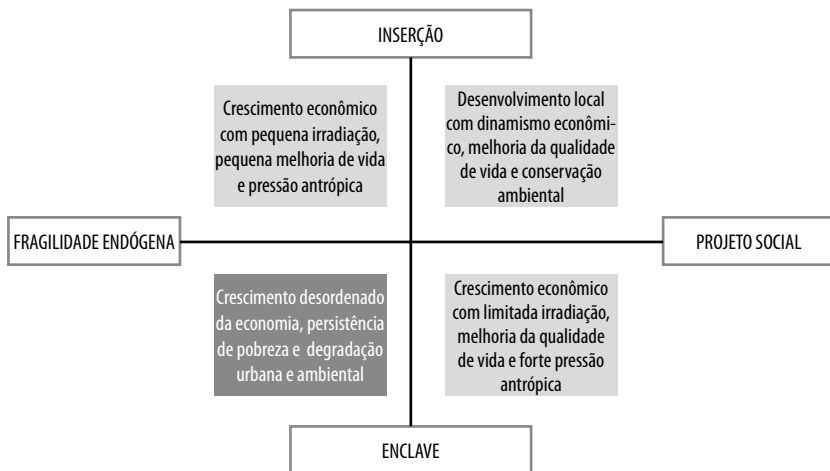 INSERÇÃO
Crescimento econômico
com pequena irradiação,
pequena melhoria de vida
e pressão antrópica
Desenvolvimento local
com dinamismo econômi-
co, melhoria da qualidade
de vida e conservação
ambiental
FRAGILIDADE ENDÓGENA
PROJETO SOCIAL
Crescimento desordenado
da economia, persistência
de pobreza e degradação
urbana e ambiental
Crescimento econômico
com limitada irradiação,
melhoria da qualidade
de vida e forte pressão
antrópica
ENCLAVE